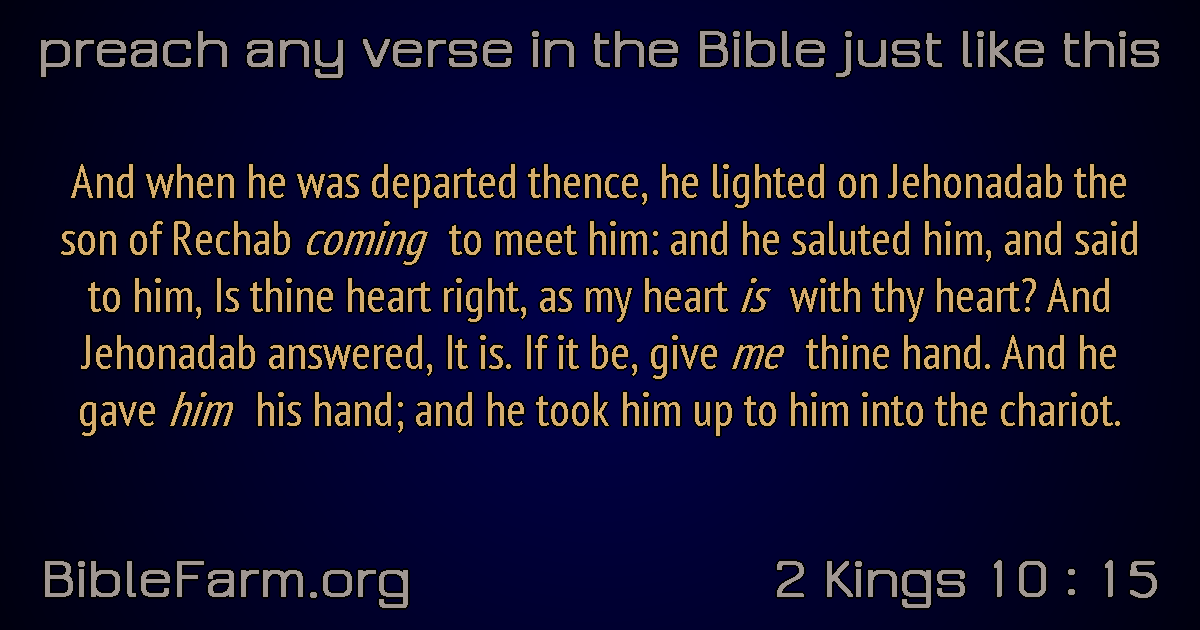 preach any verse in the Bible just like this
And when he was departed thence, he lighted on Jehonadab the
son of Rechab coming to meet him: and he saluted him, and said
to him, Is thine heart right, as my heart is with thy heart? And
Jehonadab answered, It is. If it be, give me thine hand. And he
gave him his hand; and he took him up to him into the chariot.
BibleFarm.org
2 Kings 10 : 15